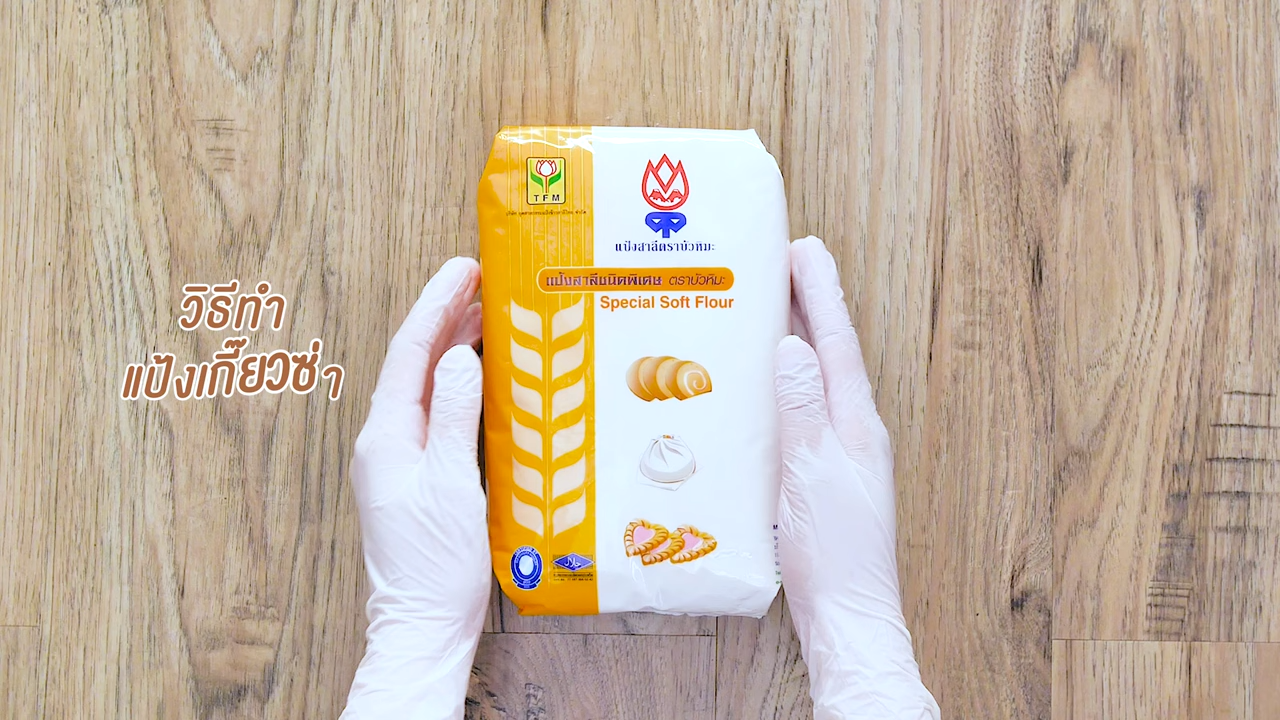 วิธีทำ
แป้งเกี๊ยวซ่า
TFM
แป้งสาลีตราบัวหิมะ
แป้งสาลีชนิดพิเศษ ตราบัวหิมะ
Special Soft Flour